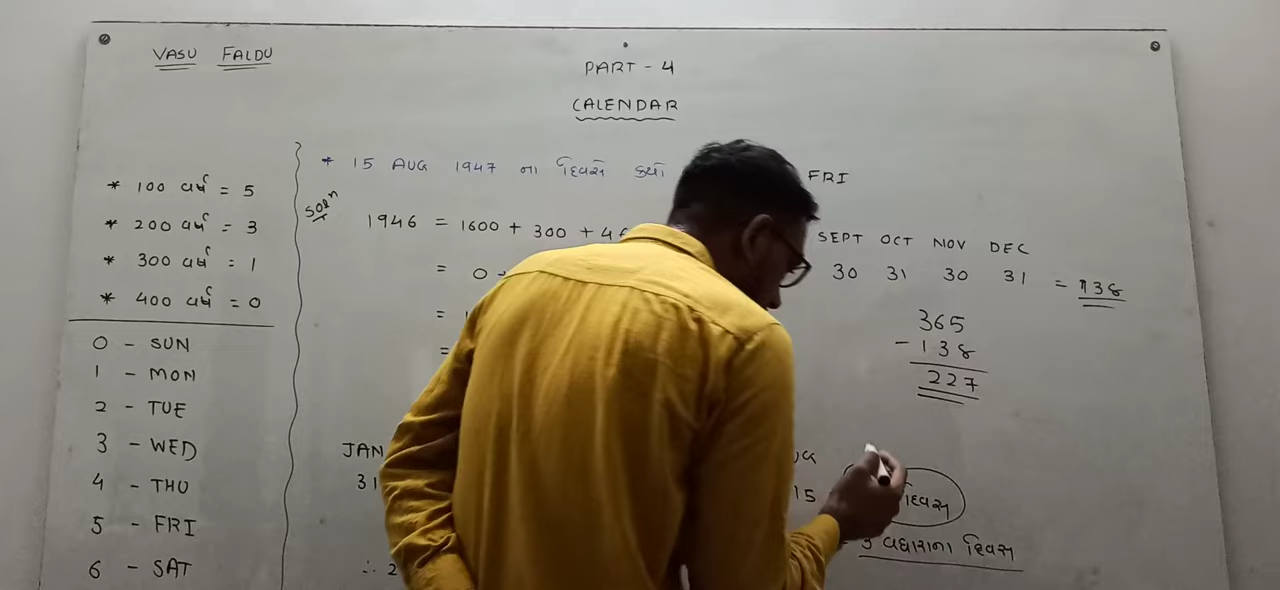 VASU FALDU
PART - 4
CALENDAR
* 100 વર્ષ = 5
* 200 વર્ષ = 3
* 300 વર્ષ = 1
* 400 વર્ષ = 0
0 - SUN
1 - MON
2 - TUE
3 - WED
4 - THU
5 - FRI
6 - SAT
* 15 AUG 1947 ના દિવસે કયો
FRI
Solⁿ
1946 = 1600 + 300 + 46
= 0
=
=
SEPT OCT NOV DEC
30 31 30 31 = 138
365
- 138
227
JAN
31
15
દિવસ
વધારાના દિવસ
∴ 2